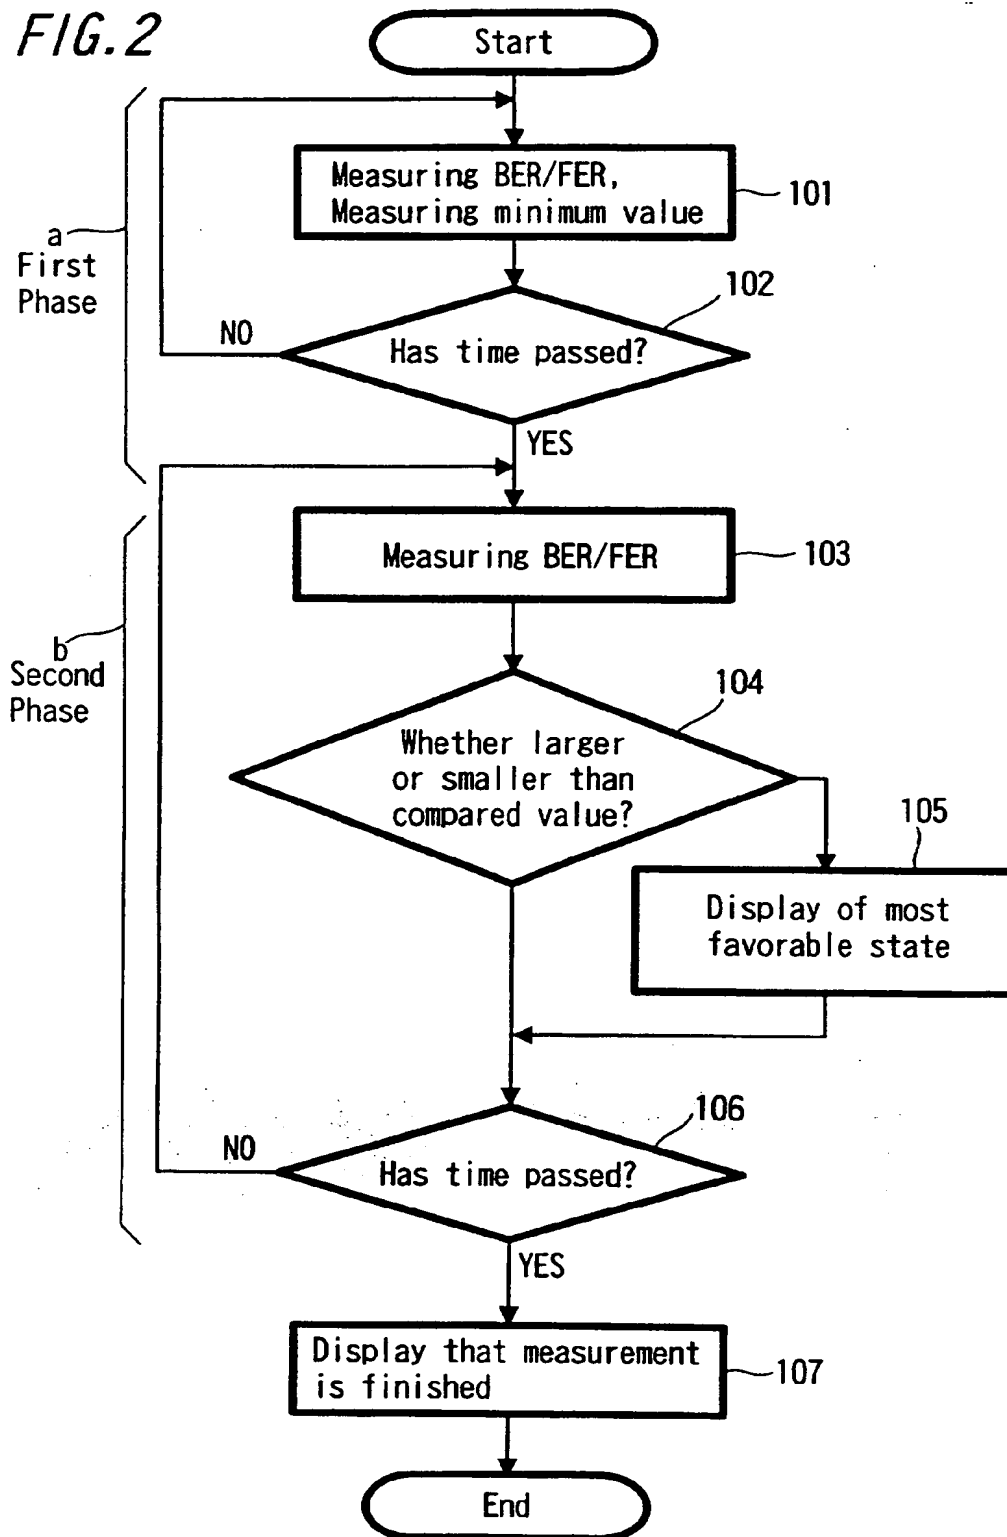 FIG.2
Start
Measuring BER/FER,
Measuring minimum value
101
a
First
Phase
102
Has time passed?
NO
YES
Measuring BER/FER
103
b
Second
Phase
104
Whether larger
or smaller than
compared value?
105
Display of most
favorable state
106
Has time passed?
NO
YES
Display that measurement
is finished
107
End